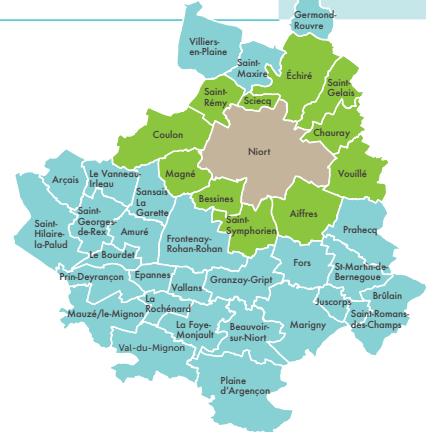 Germond-
Rouvre
Villiers-
en-Plaine
Saint-
Maxire
Échiré
Saint-
Gelais
Saint-
Rémy
Sciecq
Coulon
Chauray
Niort
Magné
Vouillé
Arçais
Le Vanneau-
Irleau
Sansais
La
Garette
Bessines
Aiffres
Saint-
Symphorien
Saint-
Hilaire-
la-Palud
Saint-
Georges-
de-Rex
Amuré
Frontenay-
Rohan-Rohan
Prahecq
Le Bourdet
Fors
St-Martin-de-
Bernegoue
Prin-Deyrançon
Epannes
Vallans
Granzay-Gript
Brûlain
Juscorps
La
Rochénard
Mauzé/le-Mignon
Saint-Romans-
des-Champs
La Foye-
Monjault
Beauvoir-
sur-Niort
Marigny
Val-du-Mignon
Plaine
d'Argençon